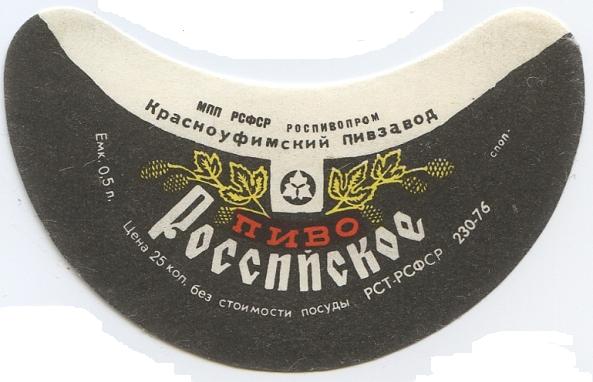 МПП РСФСР РОСПИВОПРОМ
Красноуфимский Пивзавод
ПИВО
Российское
Емк. 0,5 л.
Цена 25 коп. без стоимости посуды
РСТ-РСФСР 230-76
спол-